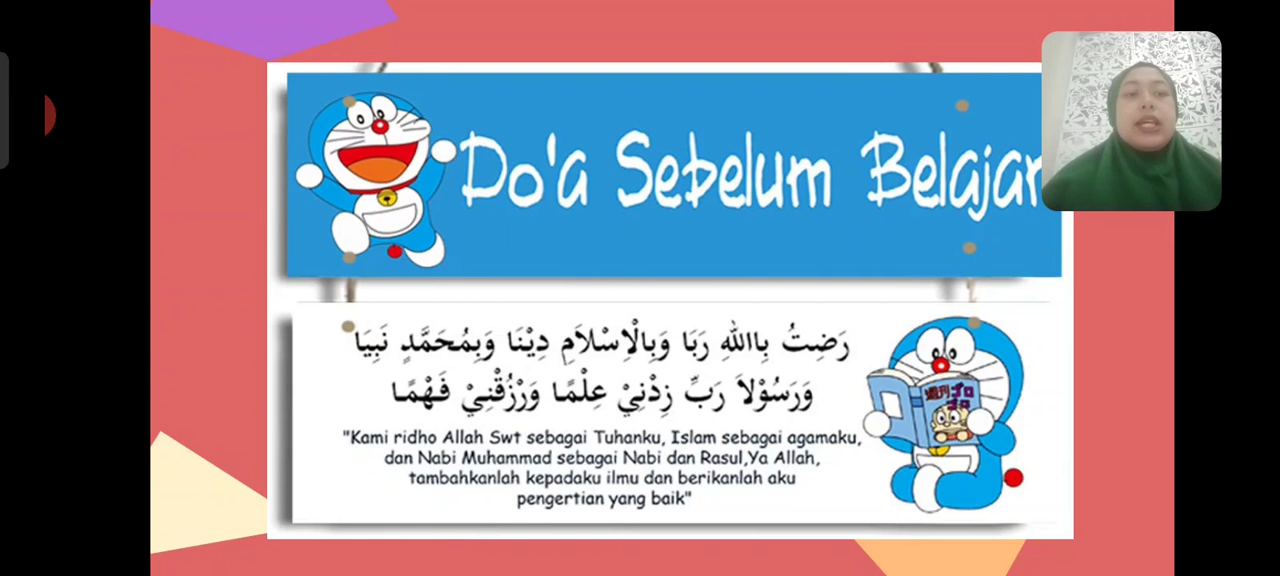 Do'a Sebelum Belajar
رَضِتُ بِاللهِ رَبَا وَبِالْاِسْلَامِ دِيْنَا وَبِمُحَمَّدٍ نَبِيَا
وَرَسُوْلاَ رَبِّ زِدْنِيْ عِلْمًا وَرْزُقْنِيْ فَهْمًا
"Kami ridho Allah Swt sebagai Tuhanku, Islam sebagai agamaku,
dan Nabi Muhammad sebagai Nabi dan Rasul,Ya Allah,
tambahkanlah kepadaku ilmu dan berikanlah aku
pengertian yang baik"